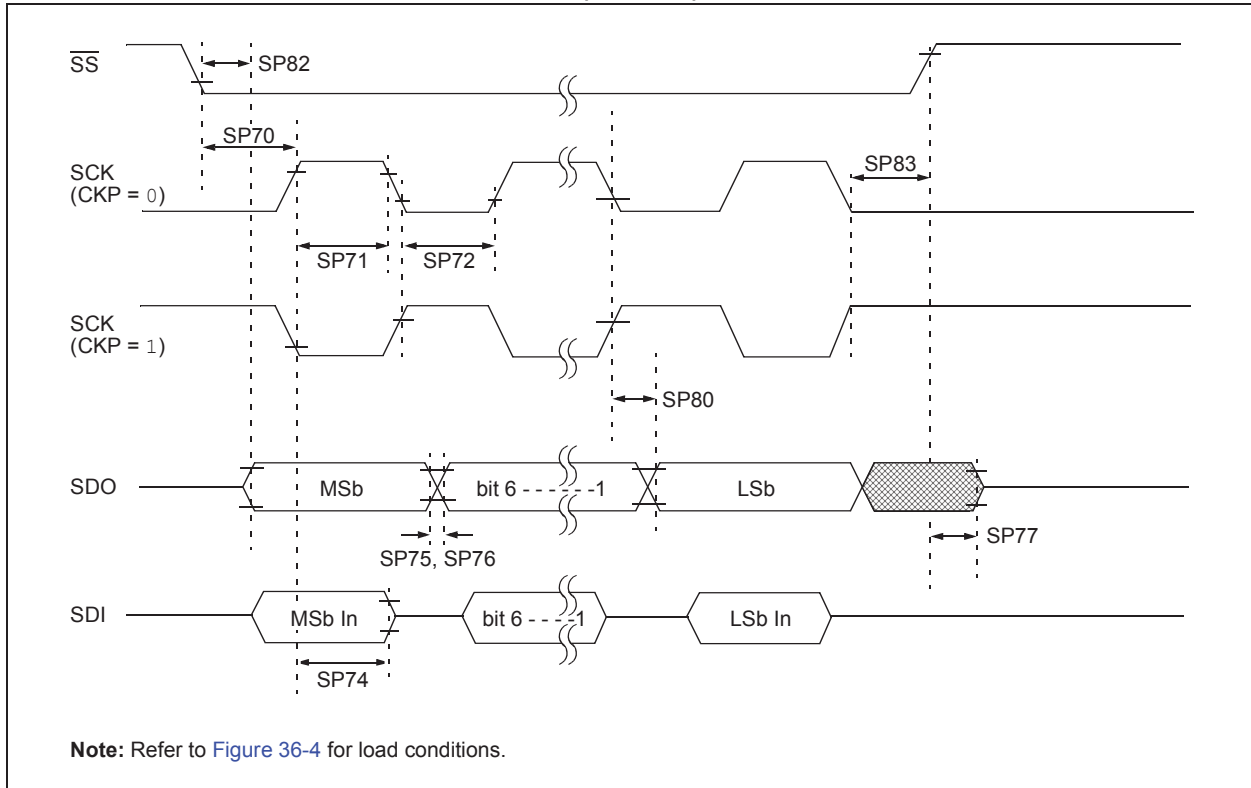 SS
SP82
SP70
SCK
(CKP = 0)
SP83
SP71
SP72
SCK
(CKP = 1)
SP80
SDO
MSb
bit 6 - - - - - -1
LSb
SP75, SP76
SP77
SDI
MSb In
bit 6 - - - -1
LSb In
SP74
Note: Refer to Figure 36-4 for load conditions.